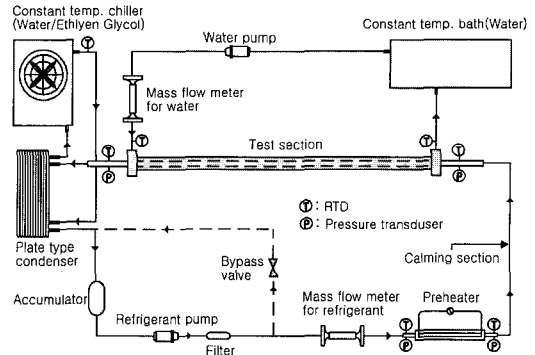 Constant temp. chiller
(Water/Ethlyen Glycol)
T
Water pump
Constant temp. bath(Water)
Mass flow meter
for water
T
Test section
T
T
P
T
P
T : RTD
P : Pressure transduser
Plate type
condenser
Bypass
valve
Calming section
Accumulator
Refrigerant pump
Filter
Mass flow meter
for refrigerant
Preheater
T
P
T
P